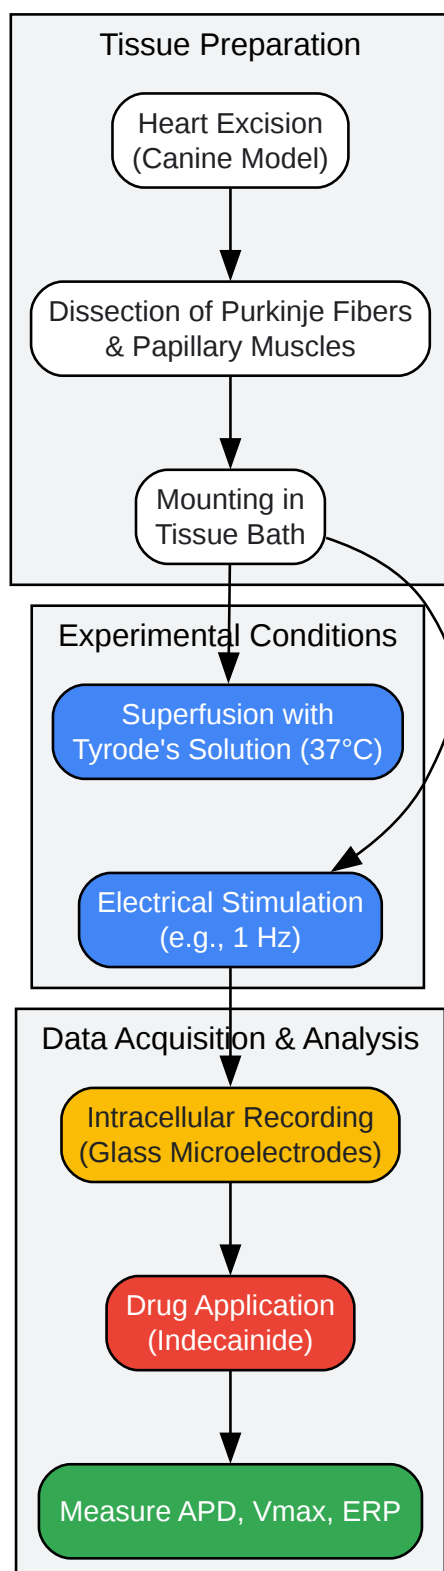 Tissue Preparation
Heart Excision
(Canine Model)
Dissection of Purkinje Fibers
& Papillary Muscles
Mounting in
Tissue Bath
Experimental Conditions
Superfusion with
Tyrode's Solution (37°C)
Electrical Stimulation
(e.g., 1 Hz)
Data Acquisition & Analysis
Intracellular Recording
(Glass Microelectrodes)
Drug Application
(Indecainide)
Measure APD, Vmax, ERP